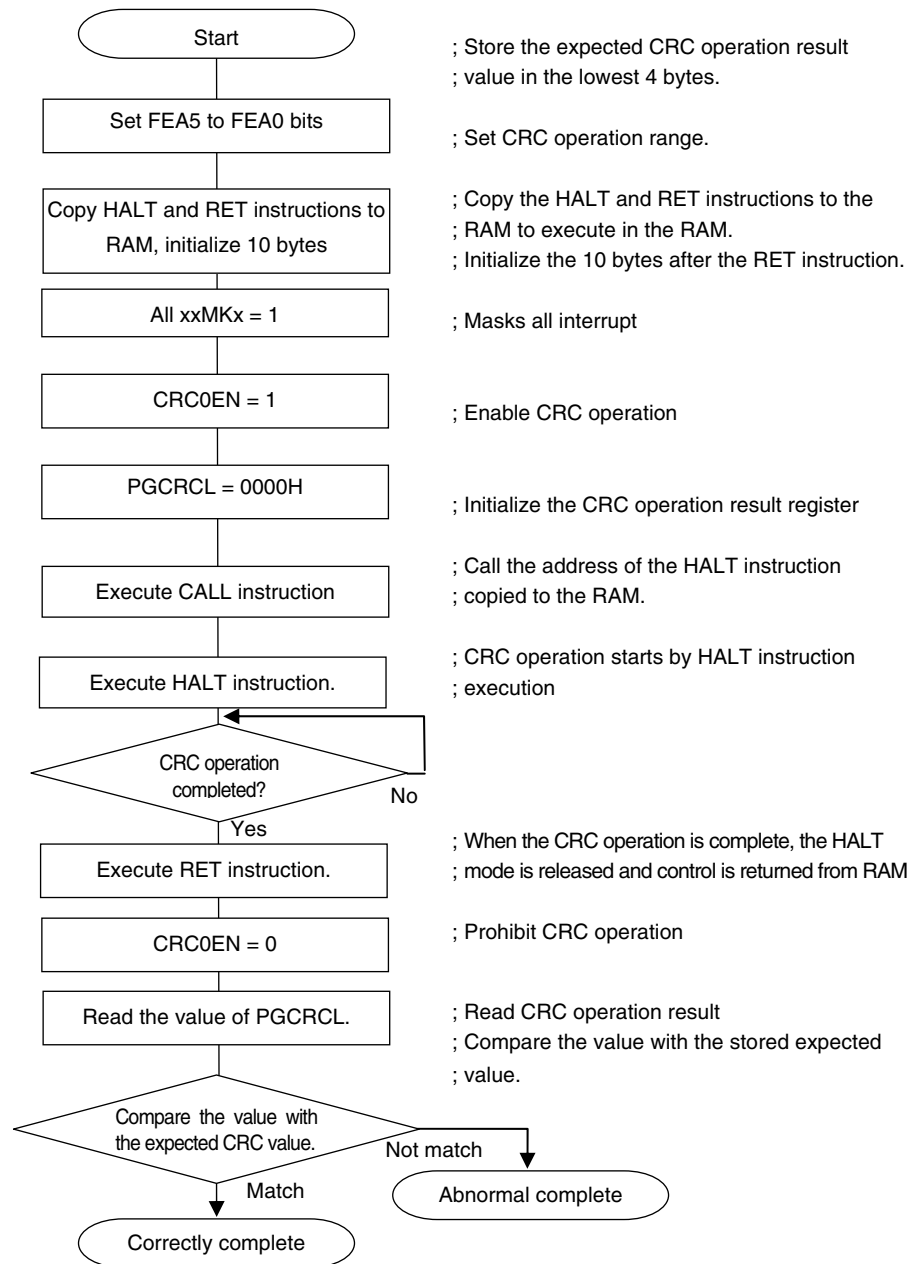 Start
; Store the expected CRC operation result
; value in the lowest 4 bytes.
Set FEA5 to FEA0 bits
; Set CRC operation range.
Copy HALT and RET instructions to
RAM, initialize 10 bytes
; Copy the HALT and RET instructions to the
; RAM to execute in the RAM.
; Initialize the 10 bytes after the RET instruction.
All xxMKx = 1
; Masks all interrupt
CRC0EN = 1
; Enable CRC operation
PGCRCL = 0000H
; Initialize the CRC operation result register
Execute CALL instruction
; Call the address of the HALT instruction
; copied to the RAM.
Execute HALT instruction.
; CRC operation starts by HALT instruction
; execution
CRC operation
completed?
No
Yes
Execute RET instruction.
; When the CRC operation is complete, the HALT
; mode is released and control is returned from RAM
CRC0EN = 0
; Prohibit CRC operation
Read the value of PGCRCL.
; Read CRC operation result
; Compare the value with the stored expected
; value.
Compare the value with
the expected CRC value.
Not match
Match
Abnormal complete
Correctly complete